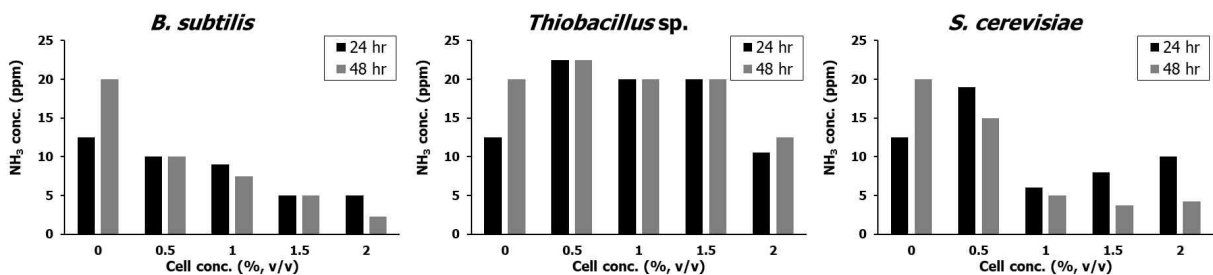 B. subtilis
NH₃ conc. (ppm)
25
20
15
10
5
0
24 hr
48 hr
0 0.5 1 1.5 2
Cell conc. (%, v/v)
Thiobacillus sp.
NH₃ conc. (ppm)
25
20
15
10
5
0
24 hr
48 hr
0 0.5 1 1.5 2
Cell conc. (%, v/v)
S. cerevisiae
NH₃ conc. (ppm)
25
20
15
10
5
0
24 hr
48 hr
0 0.5 1 1.5 2
Cell conc. (%, v/v)